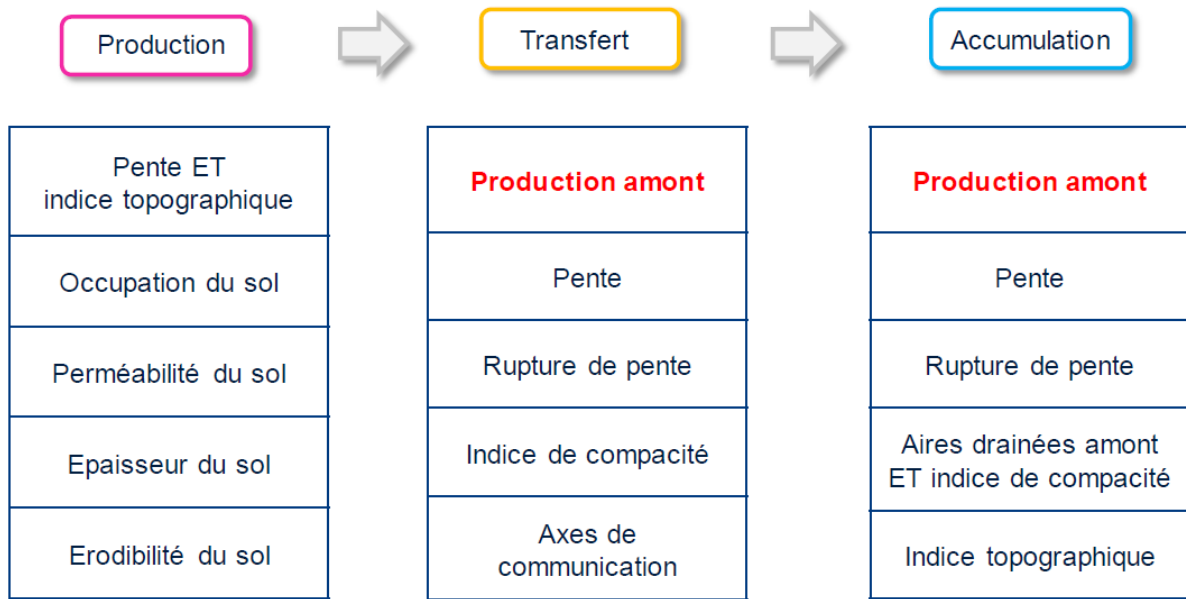 Production
Transfert
Accumulation
Pente ET
indice topographique
Occupation du sol
Perméabilité du sol
Epaisseur du sol
Erodibilité du sol
Production amont
Pente
Rupture de pente
Indice de compacité
Axes de
communication
Production amont
Pente
Rupture de pente
Aires drainées amont
ET indice de compacité
Indice topographique